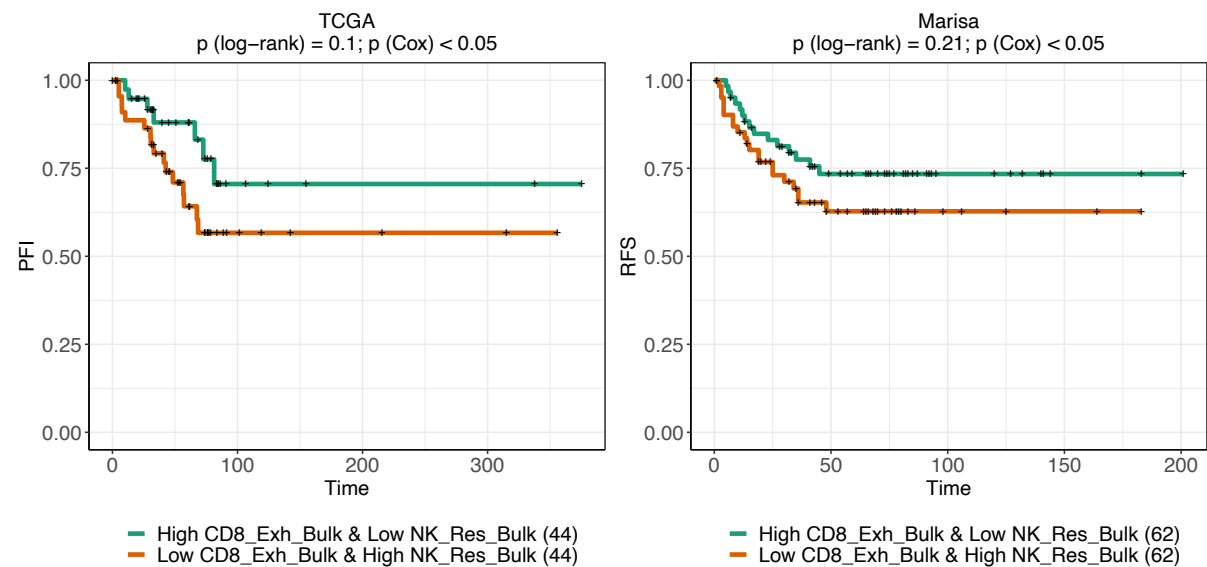 TCGA
p (log−rank) = 0.1; p (Cox) < 0.05
1.00
0.75
0.50
0.25
0.00
PFI
0
100
200
300
Time
High CD8_Exh_Bulk & Low NK_Res_Bulk (44)
Low CD8_Exh_Bulk & High NK_Res_Bulk (44)
Marisa
p (log−rank) = 0.21; p (Cox) < 0.05
1.00
0.75
0.50
0.25
0.00
RFS
0
50
100
150
200
Time
High CD8_Exh_Bulk & Low NK_Res_Bulk (62)
Low CD8_Exh_Bulk & High NK_Res_Bulk (62)